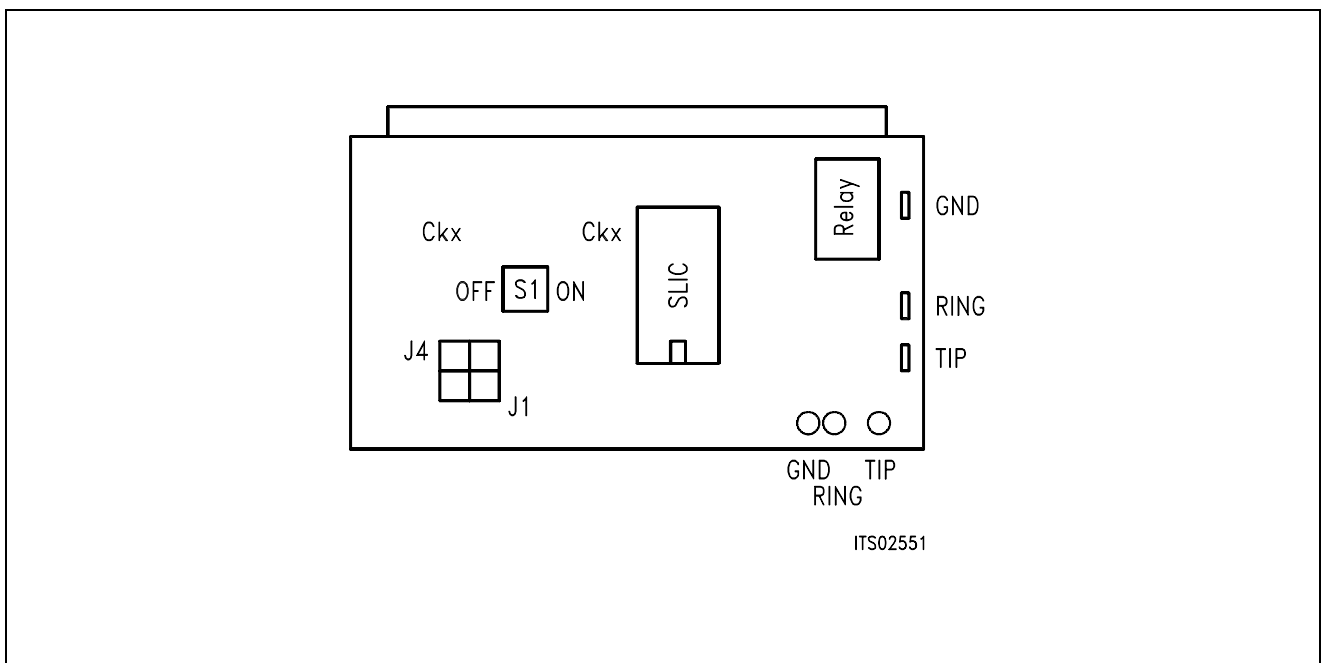 Relay
GND
Ckx
Ckx
SLIC
OFF S1 ON
RING
J4
TIP
J1
GND TIP
RING
ITS02551